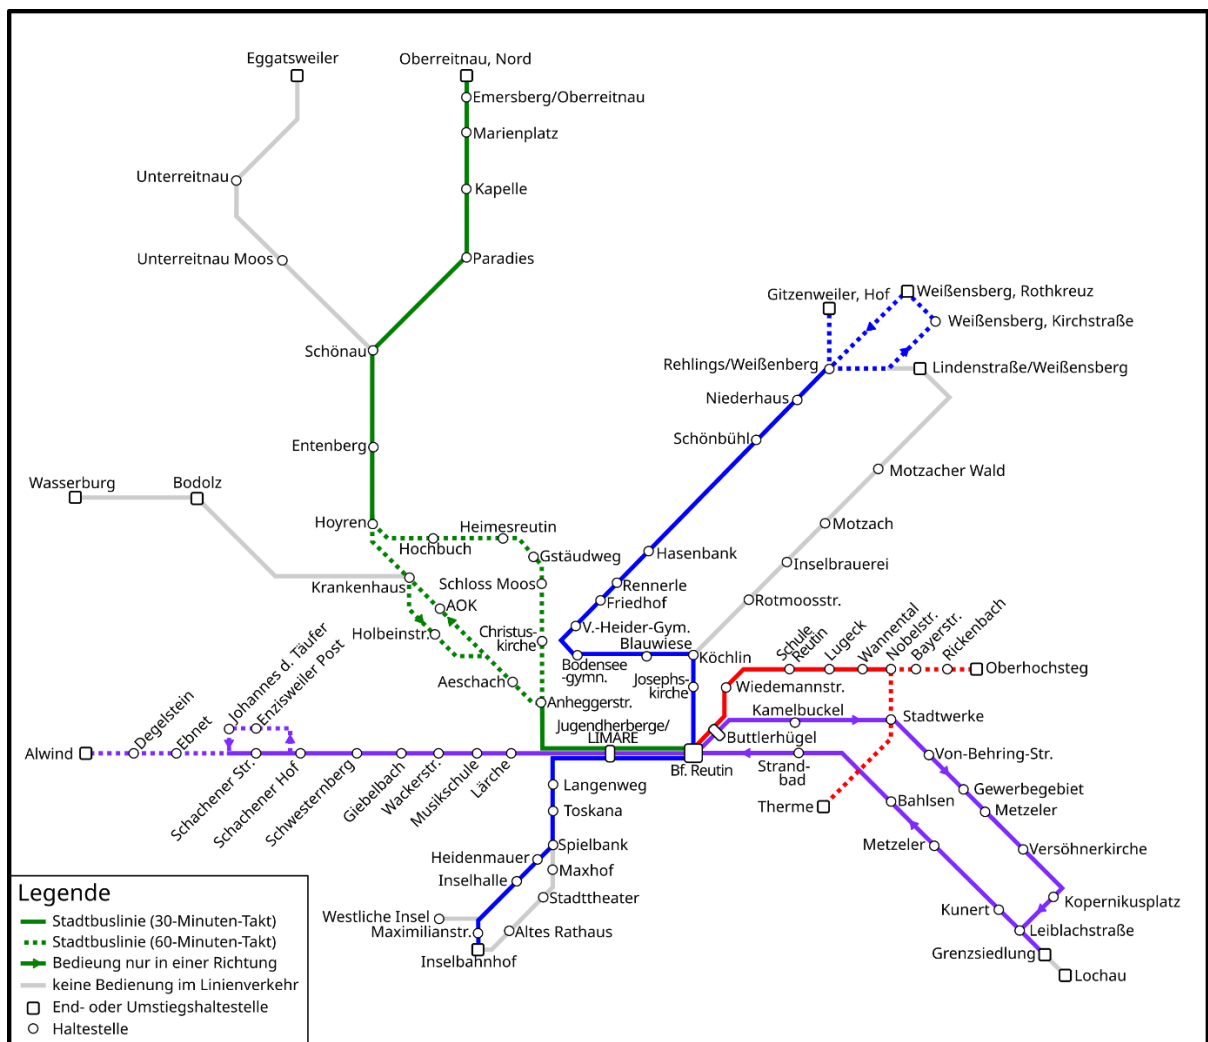 Eggatsweiler
Oberreitnau, Nord
Emersberg/Oberreitnau
Marienplatz
Unterreitnau
Kapelle
Unterreitnau Moos
Paradies
Gitzenweiler, Hof
Weißensberg, Rothkreuz
Weißensberg, Kirchstraße
Schönau
Rehlings/Weißenberg
Lindenstraße/Weißensberg
Niederhaus
Schönbühl
Entenberg
Motzacher Wald
Wasserburg
Bodolz
Hoyren
Heimesreutin
Motzach
Hochbuch
Gstäudweg
Hasenbank
Inselbrauerei
Krankenhaus
Schloss Moos
Rennerle
AOK
Friedhof
Rotmoosstr.
Holbeinstr.
Christus-
kirche
V.-Heider-Gym.
Blauwiese
Köchlin
Bodensee
-gymn.
Schule
Reutin
Lugeck
Wannental
Nobelstr.
Bayerstr.
Rickenbach
Oberhochsteg
Aeschach
Josephs-
kirche
Wiedemannstr.
Anheggerstr.
Kamelbuckel
Stadtwerke
Johannes d. Täufer
Enzisweiler Post
Degelstein
Ebnet
Jugendherberge/
LIMARE
Buttlerhügel
Alwind
Bf. Reutin
Strand-
bad
Von-Behring-Str.
Schachener Str.
Schachener Hof
Schwesternberg
Giebelbach
Wackerstr.
Musikschule
Lärche
Langenweg
Gewerbegebiet
Toskana
Therme
Bahlsen
Metzeler
Spielbank
Metzeler
Versöhnerkirche
Heidenmauer
Maxhof
Inselhalle
Stadttheater
Kopernikusplatz
Westliche Insel
Kunert
Maximilianstr.
Altes Rathaus
Leiblachstraße
Inselbahnhof
Grenzsiedlung
Lochau
Legende
Stadtbuslinie (30-Minuten-Takt)
Stadtbuslinie (60-Minuten-Takt)
Bedieung nur in einer Richtung
keine Bedienung im Linienverkehr
End- oder Umstiegshaltestelle
Haltestelle